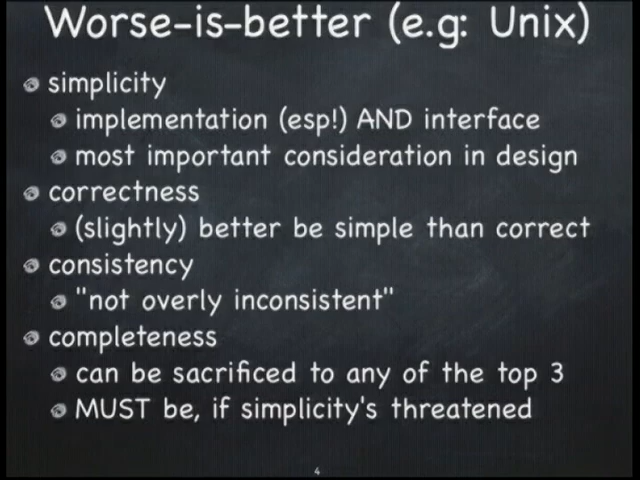 Worse-is-better (e.g: Unix)
simplicity
implementation (esp!) AND interface
most important consideration in design
correctness
(slightly) better be simple than correct
consistency
"not overly inconsistent"
completeness
can be sacrificed to any of the top 3
MUST be, if simplicity's threatened
4